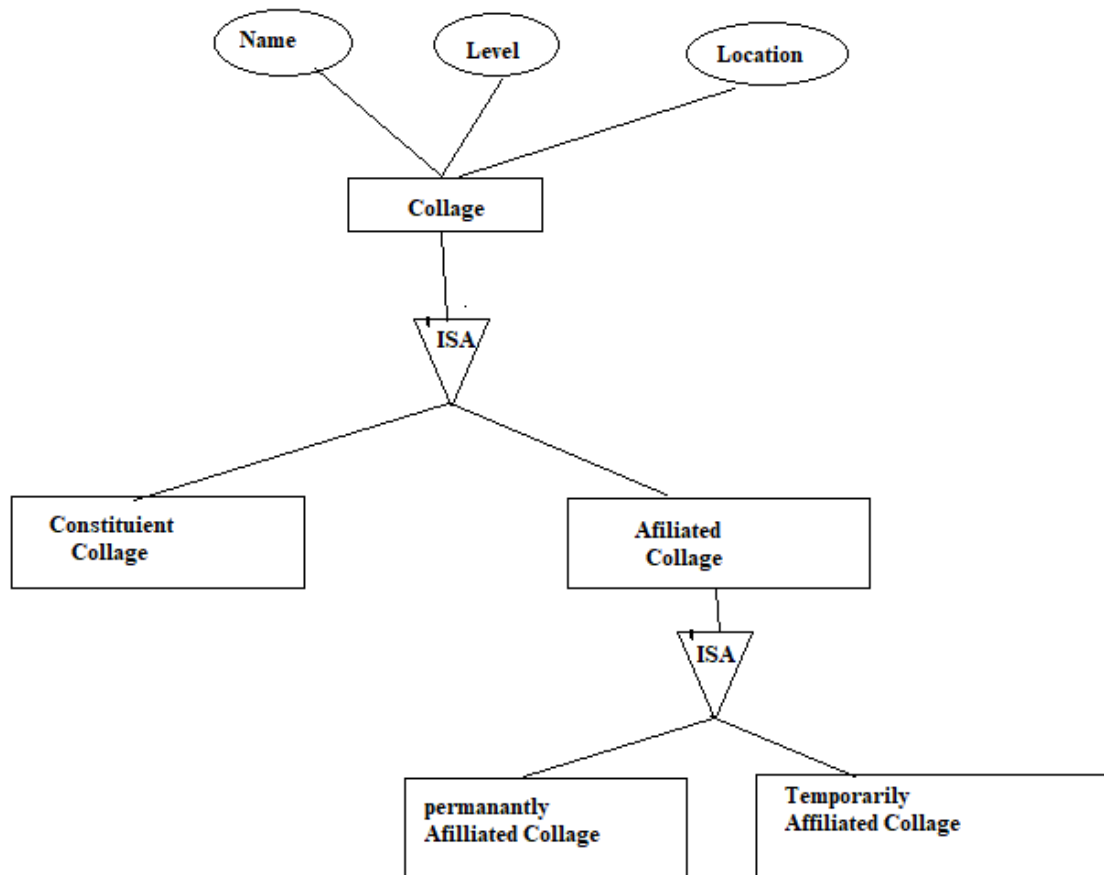 Name
Level
Location
Collage
ISA
Constituient
Collage
Afiliated
Collage
ISA
permanantly
Afilliated Collage
Temporarily
Affiliated Collage